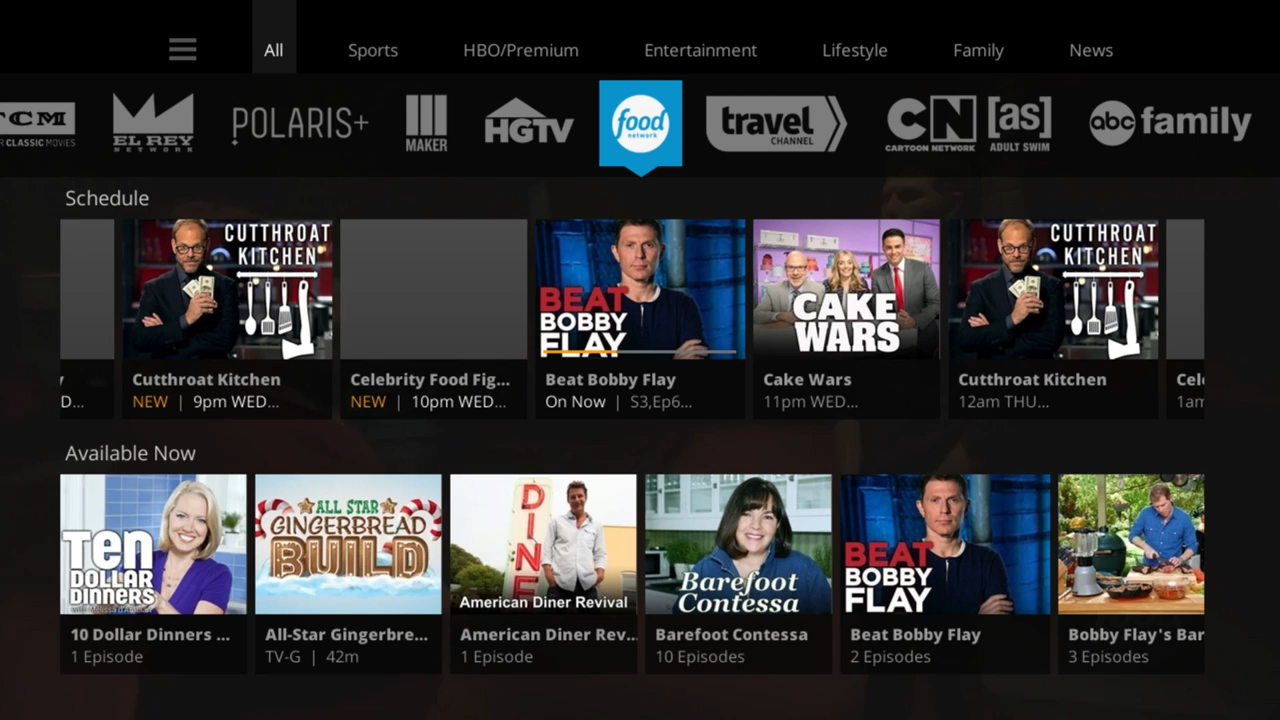 All
Sports
HBO/Premium
Entertainment
Lifestyle
Family
News
TCM
R CLASSIC MOVIES
EL REY
NETWORK
POLARIS+
MAKER
HGTV
food
network
travel
CHANNEL
CN
CARTOON NETWORK
[as]
ADULT SWIM
abc family
Schedule
CUTTHROAT
KITCHEN
BEAT
BOBBY
FLAY
CAKE
WARS
CUTTHROAT
KITCHEN
D...
Cutthroat Kitchen
NEW | 9pm WED...
Celebrity Food Fig...
NEW | 10pm WED...
Beat Bobby Flay
On Now | S3,Ep6...
Cake Wars
11pm WED...
Cutthroat Kitchen
12am THU...
Cel
1am
Available Now
Ten
DOLLAR
DINNERS
ALL STAR
GINGERBREAD
BUILD
DINE
American Diner Revival
Barefoot
Contessa
BEAT
BOBBY
FLAY
10 Dollar Dinners ...
1 Episode
All-Star Gingerbre...
TV-G | 42m
American Diner Rev...
1 Episode
Barefoot Contessa
10 Episodes
Beat Bobby Flay
2 Episodes
Bobby Flay's Bar
3 Episodes